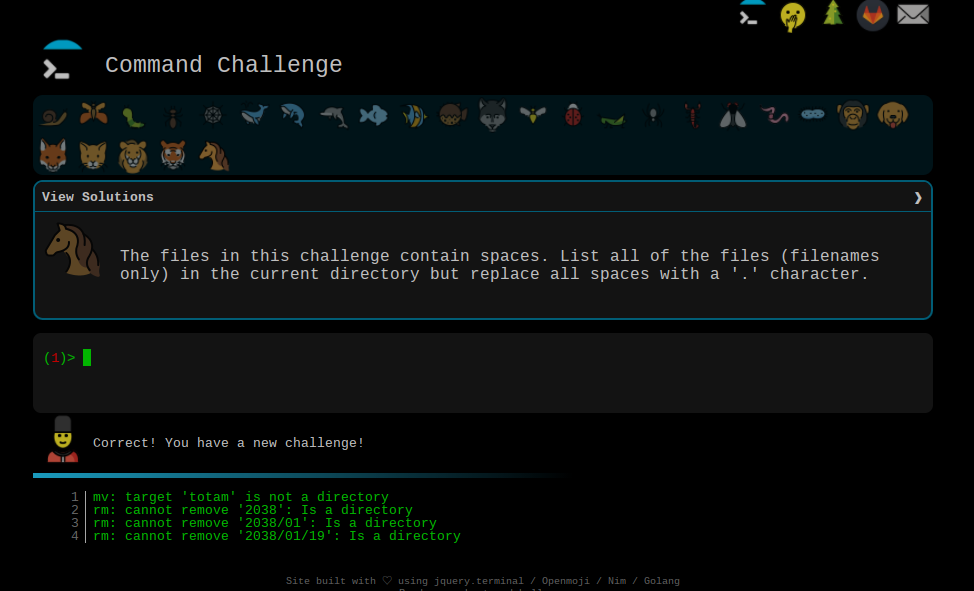 Command Challenge
View Solutions ❯
The files in this challenge contain spaces. List all of the files (filenames
only) in the current directory but replace all spaces with a '.' character.
(1)>
Correct! You have a new challenge!
1 mv: target 'totam' is not a directory
2 rm: cannot remove '2038': Is a directory
3 rm: cannot remove '2038/01': Is a directory
4 rm: cannot remove '2038/01/19': Is a directory
Site built with ♡ using jquery.terminal / Openmoji / Nim / Golang